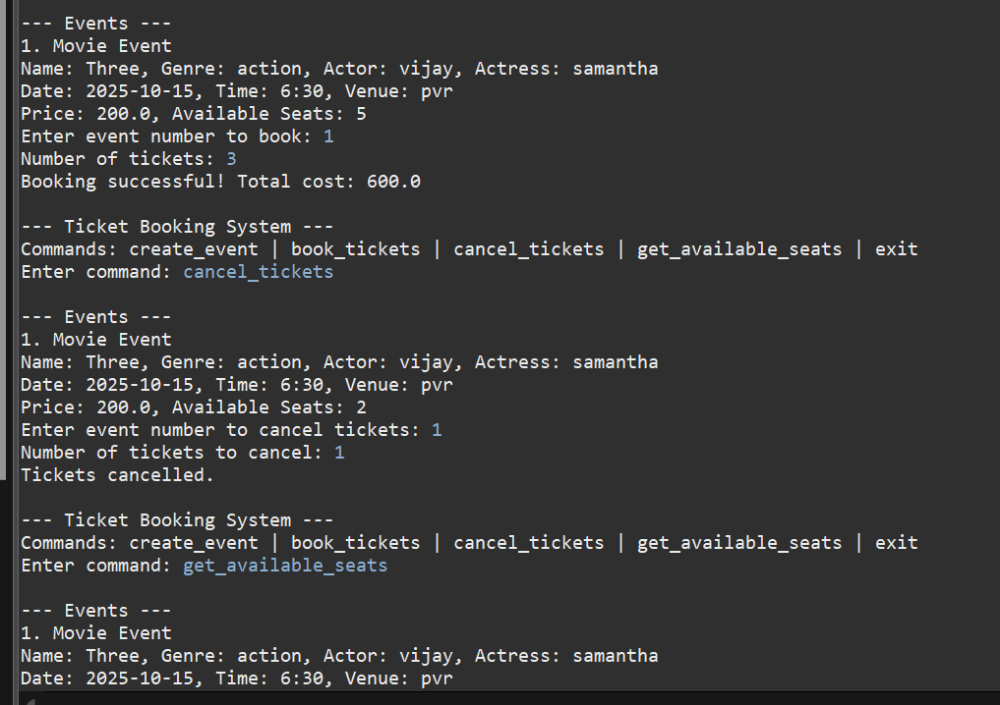 --- Events ---
1. Movie Event
Name: Three, Genre: action, Actor: vijay, Actress: samantha
Date: 2025-10-15, Time: 6:30, Venue: pvr
Price: 200.0, Available Seats: 5
Enter event number to book: 1
Number of tickets: 3
Booking successful! Total cost: 600.0

--- Ticket Booking System ---
Commands: create_event | book_tickets | cancel_tickets | get_available_seats | exit
Enter command: cancel_tickets

--- Events ---
1. Movie Event
Name: Three, Genre: action, Actor: vijay, Actress: samantha
Date: 2025-10-15, Time: 6:30, Venue: pvr
Price: 200.0, Available Seats: 2
Enter event number to cancel tickets: 1
Number of tickets to cancel: 1
Tickets cancelled.

--- Ticket Booking System ---
Commands: create_event | book_tickets | cancel_tickets | get_available_seats | exit
Enter command: get_available_seats

--- Events ---
1. Movie Event
Name: Three, Genre: action, Actor: vijay, Actress: samantha
Date: 2025-10-15, Time: 6:30, Venue: pvr